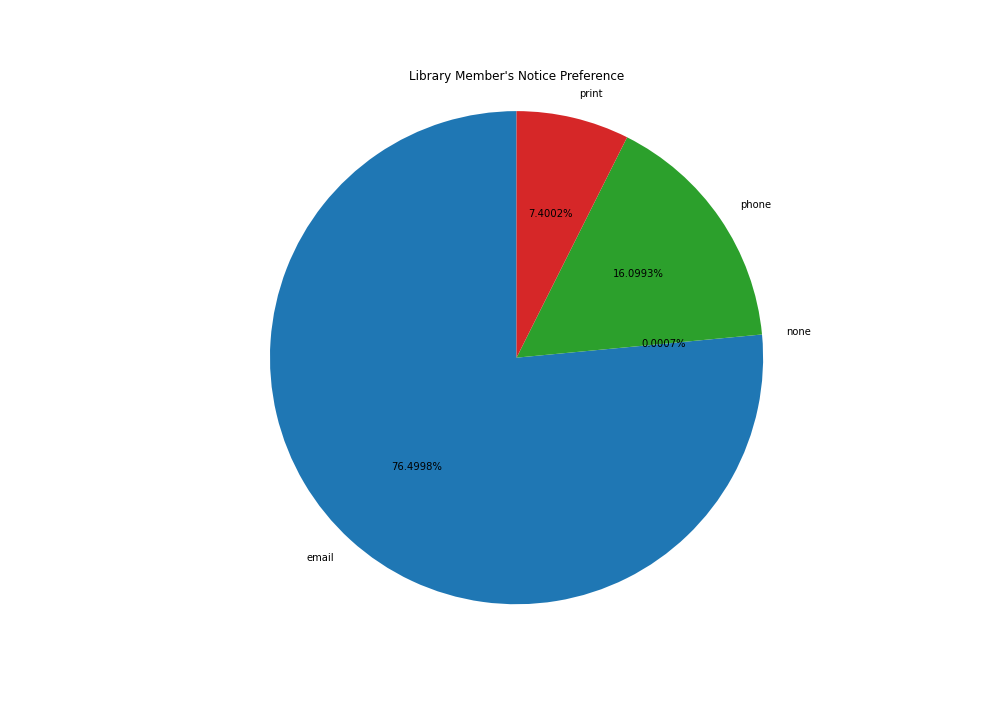 Library Member's Notice Preference
print
7.4002%
phone
16.0993%
none
0.0007%
76.4998%
email